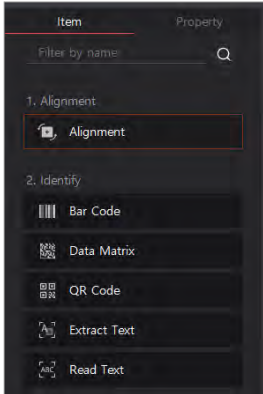 Item Property
Filter by name
1. Alignment
Alignment
2. Identify
Bar Code
Data Matrix
QR Code
Extract Text
ABC Read Text